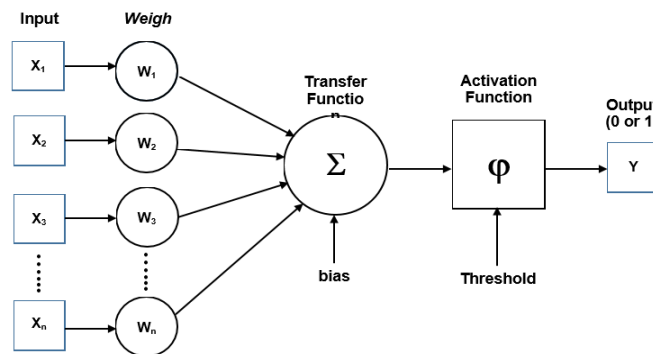 Input
Weigh
Transfer
Functio
n
Activation
Function
Output
(0 or 1
X1
W1
X2
W2
Σ
φ
Y
X3
W3
bias
Threshold
Xn
Wn